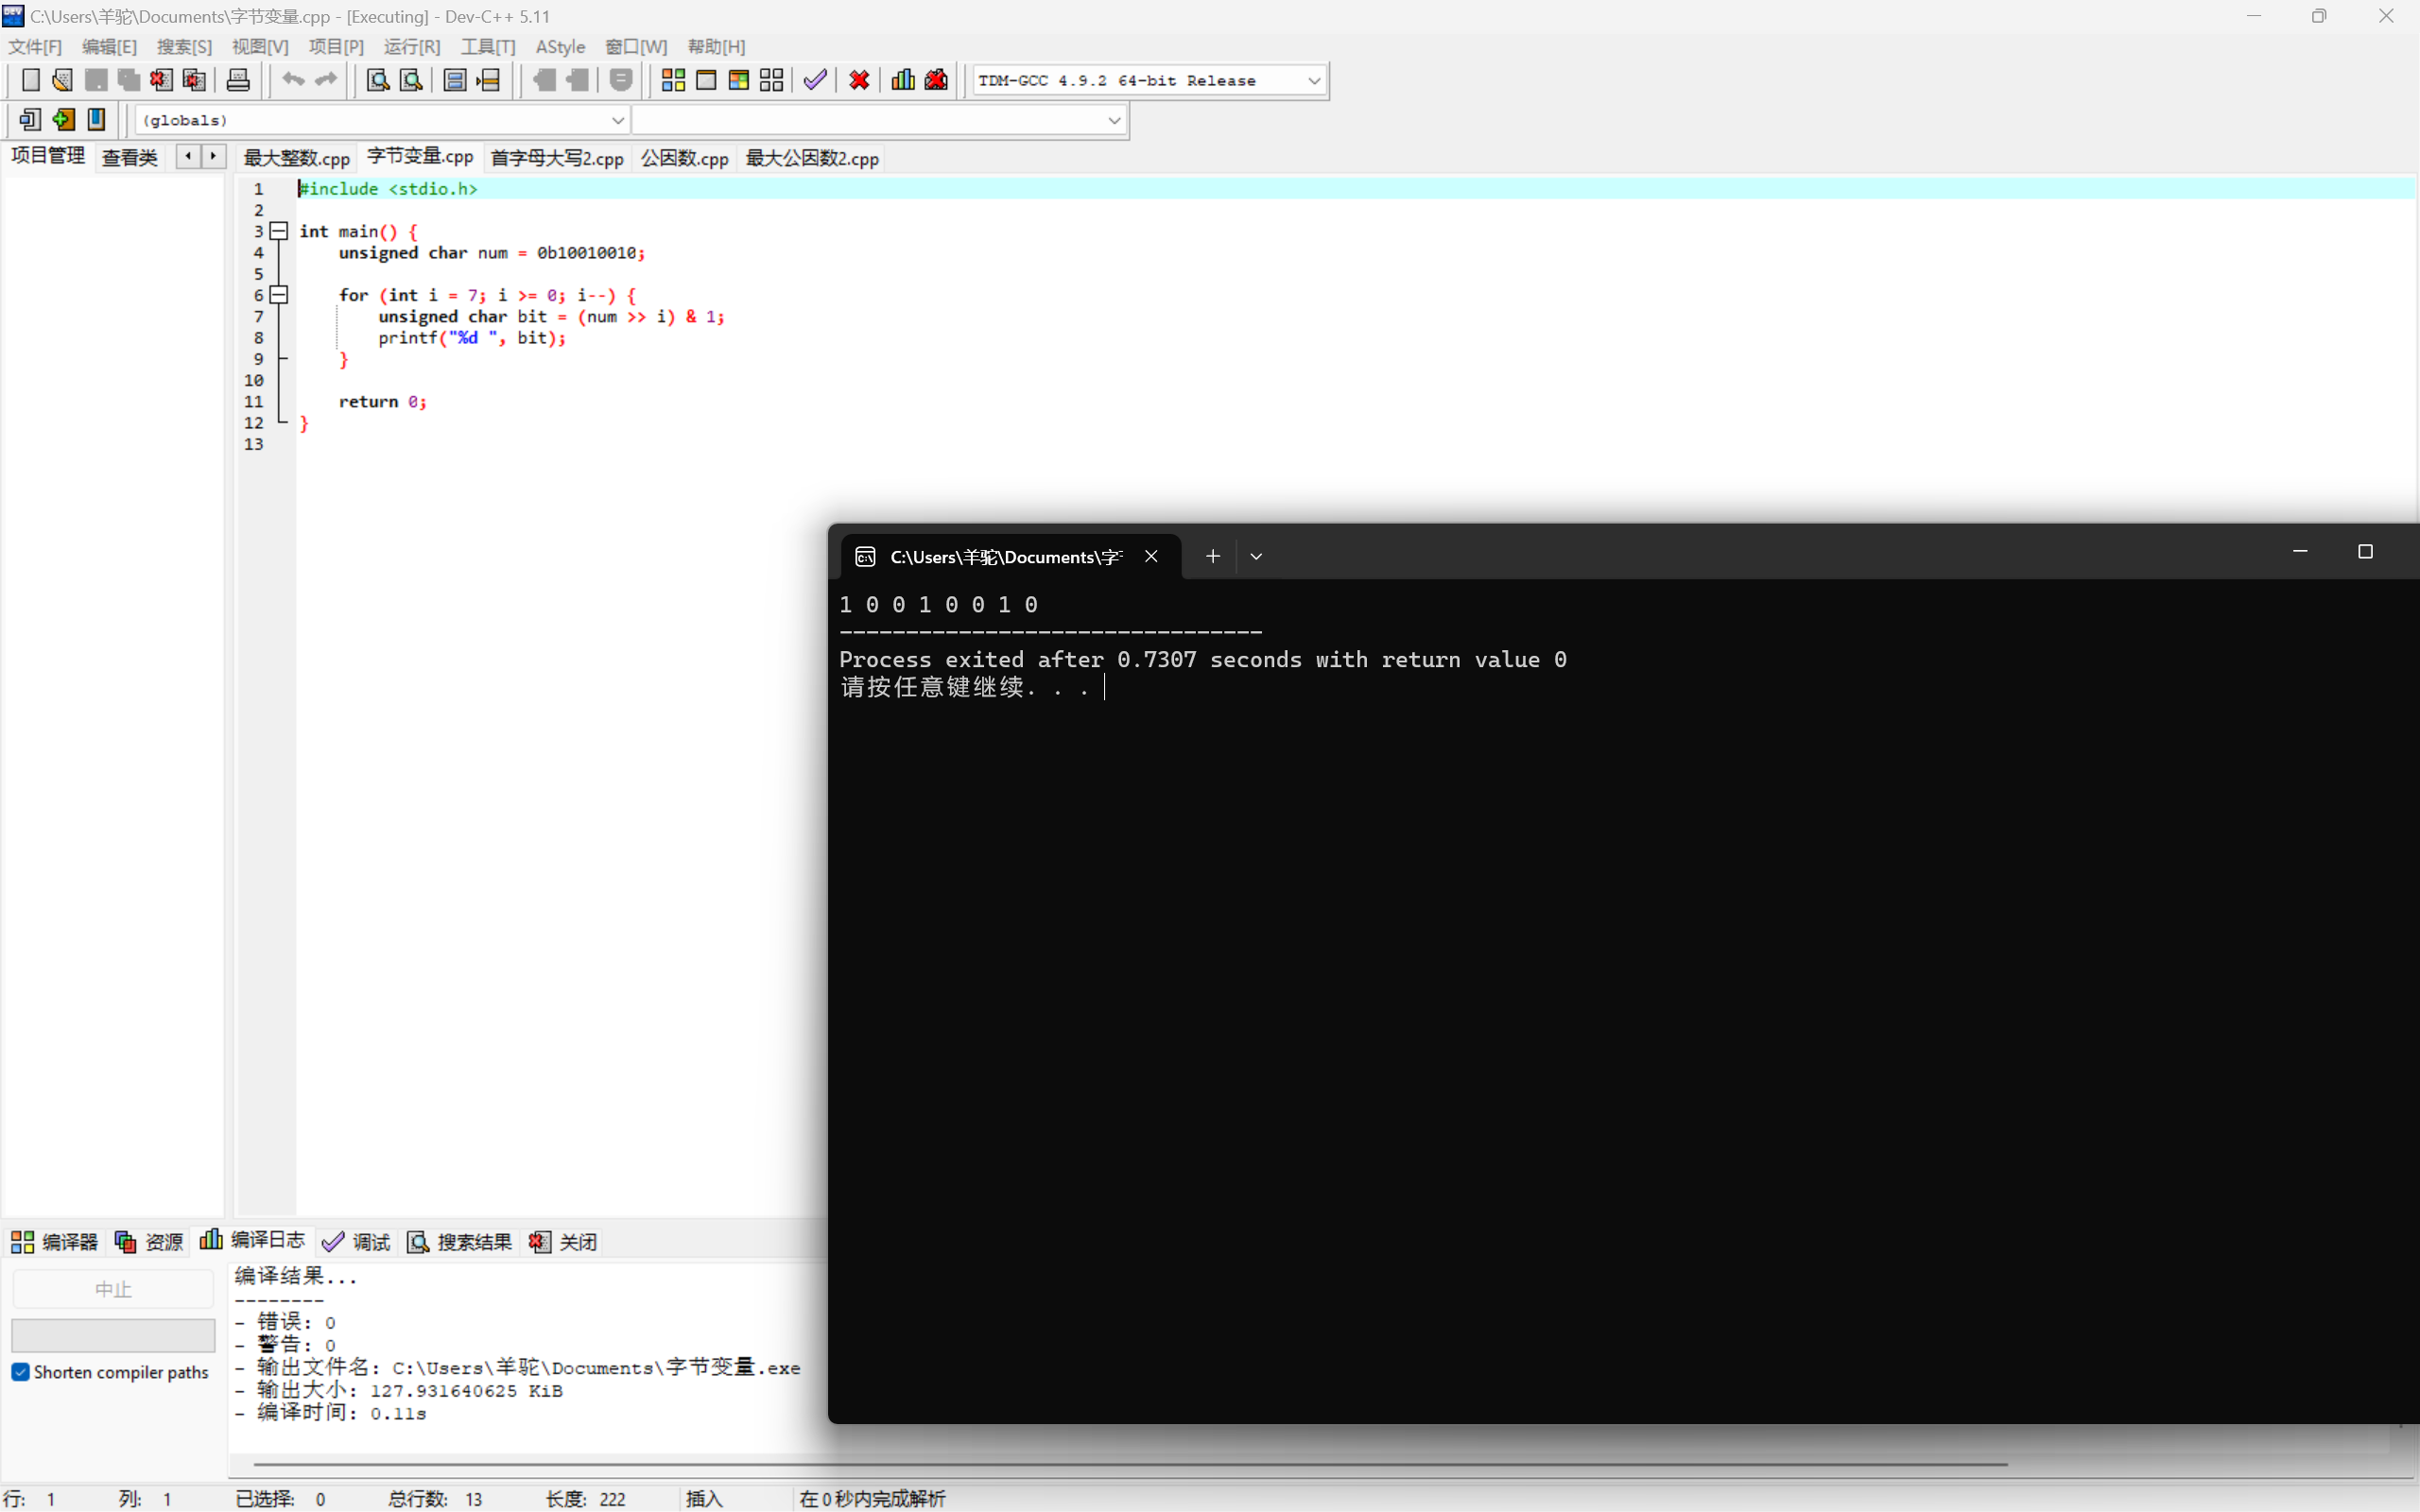 C:\Users\羊驼\Documents\字节变量.cpp - [Executing] - Dev-C++ 5.11
文件[F] 编辑[E] 搜索[S] 视图[V] 项目[P] 运行[R] 工具[T] AStyle 窗口[W] 帮助[H]
TDM-GCC 4.9.2 64-bit Release
(globals)
项目管理 查看类 最大整数.cpp 字节变量.cpp 首字母大写2.cpp 公因数.cpp 最大公因数2.cpp
1 #include <stdio.h>
2
3 int main() {
4     unsigned char num = 0b10010010;
5
6     for (int i = 7; i >= 0; i--) {
7         unsigned char bit = (num >> i) & 1;
8         printf("%d ", bit);
9     }
10
11     return 0;
12 }
13
C:\Users\羊驼\Documents\字
1 0 0 1 0 0 1 0
--------------------------------
Process exited after 0.7307 seconds with return value 0
请按任意键继续. . .
编译器 资源 编译日志 调试 搜索结果 关闭
中止
Shorten compiler paths
编译结果...
--------
- 错误: 0
- 警告: 0
- 输出文件名: C:\Users\羊驼\Documents\字节变量.exe
- 输出大小: 127.931640625 KiB
- 编译时间: 0.11s
行: 1 列: 1 已选择: 0 总行数: 13 长度: 222 插入 在 0 秒内完成解析